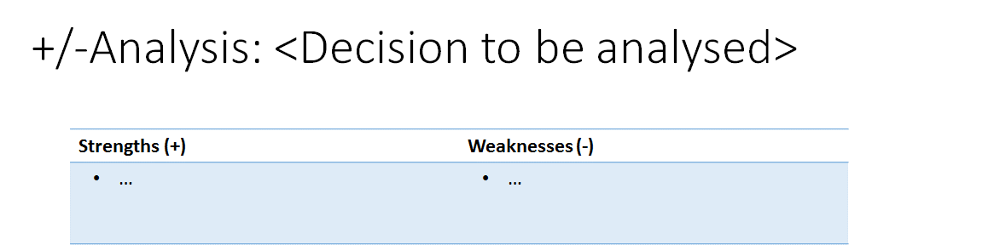 +/-Analysis: <Decision to be analysed>
Strengths (+) Weaknesses (-)
• ... • ...